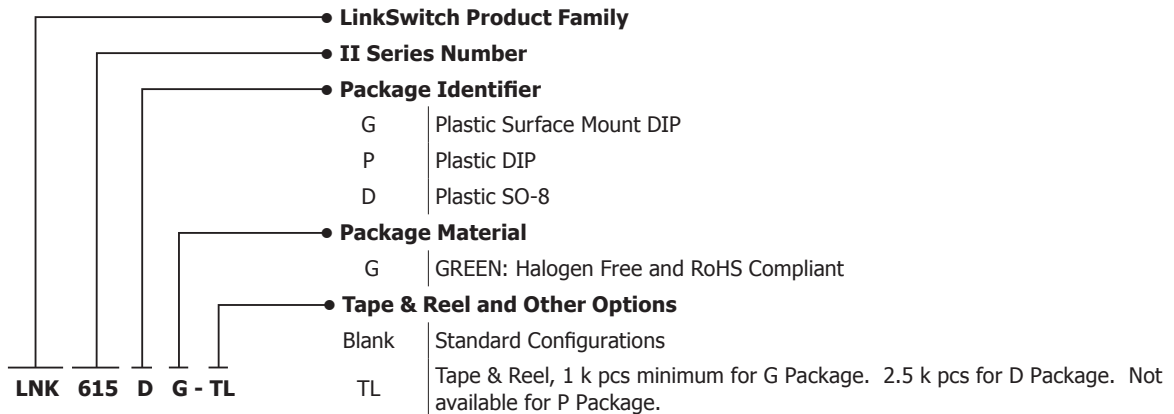 LinkSwitch Product Family
II Series Number
Package Identifier
G Plastic Surface Mount DIP
P Plastic DIP
D Plastic SO-8
Package Material
G GREEN: Halogen Free and RoHS Compliant
Tape & Reel and Other Options
Blank Standard Configurations
TL Tape & Reel, 1 k pcs minimum for G Package. 2.5 k pcs for D Package. Not
available for P Package.
LNK 615 D G - TL